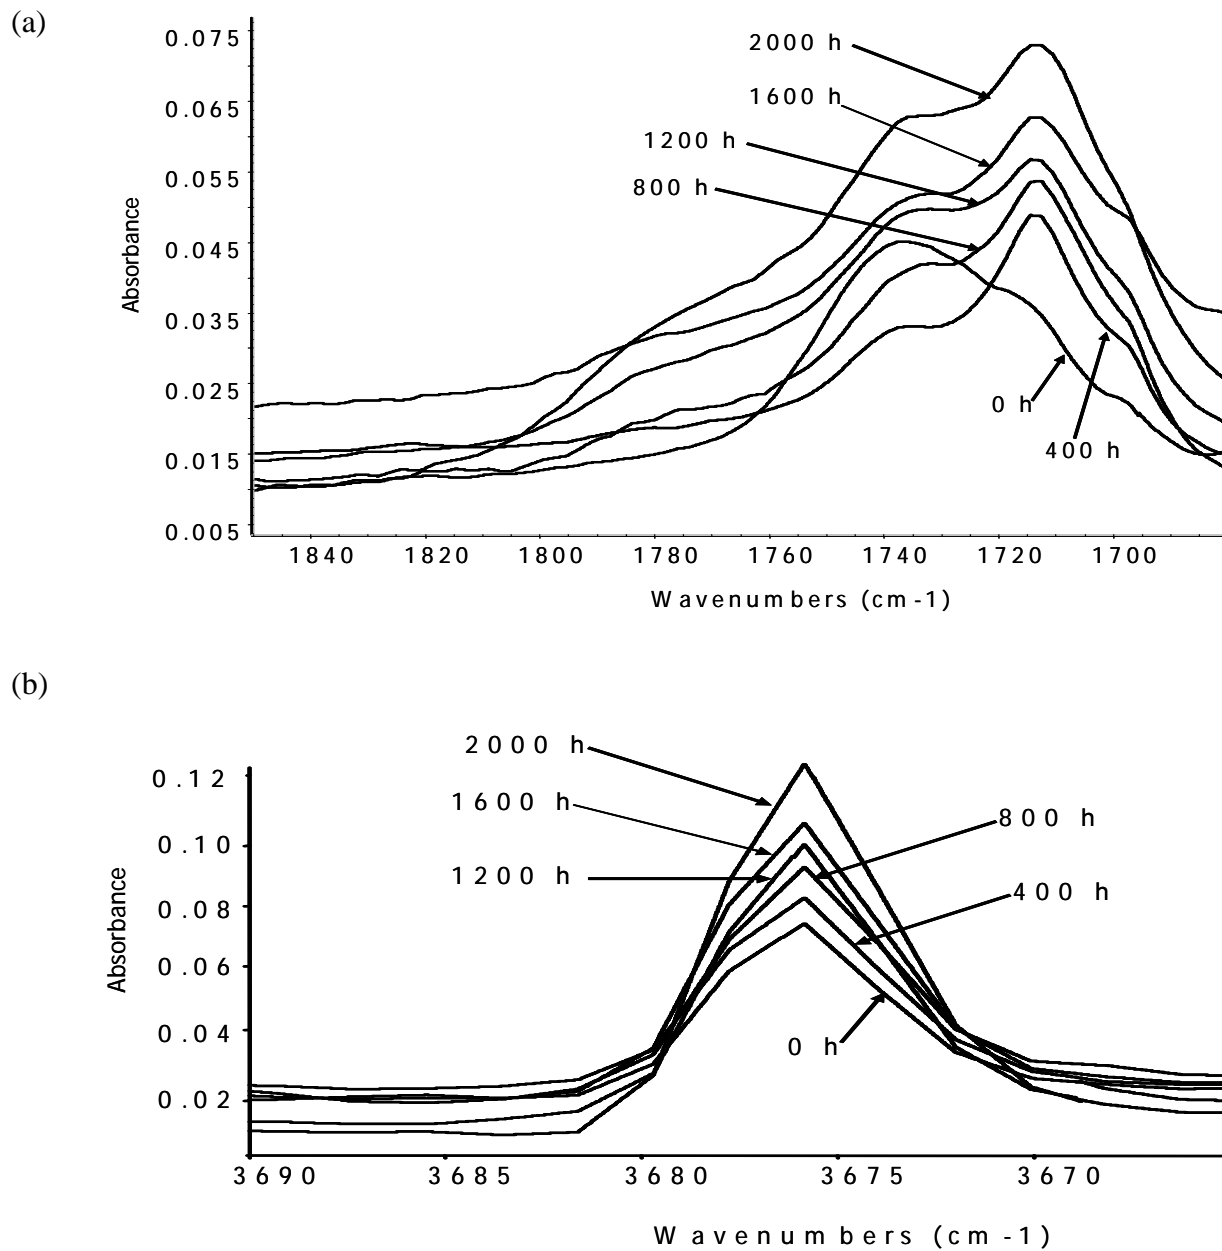 (a)
0.075
0.065
0.055
0.045
0.035
0.025
0.015
0.005
Absorbance
2000 h
1600 h
1200 h
800 h
0 h
400 h
1840 1820 1800 1780 1760 1740 1720 1700
Wavenumbers (cm-1)
(b)
0.12
0.10
0.08
0.06
0.04
0.02
Absorbance
2000 h
1600 h
1200 h
800 h
400 h
0 h
3690 3685 3680 3675 3670
Wavenumbers (cm-1)